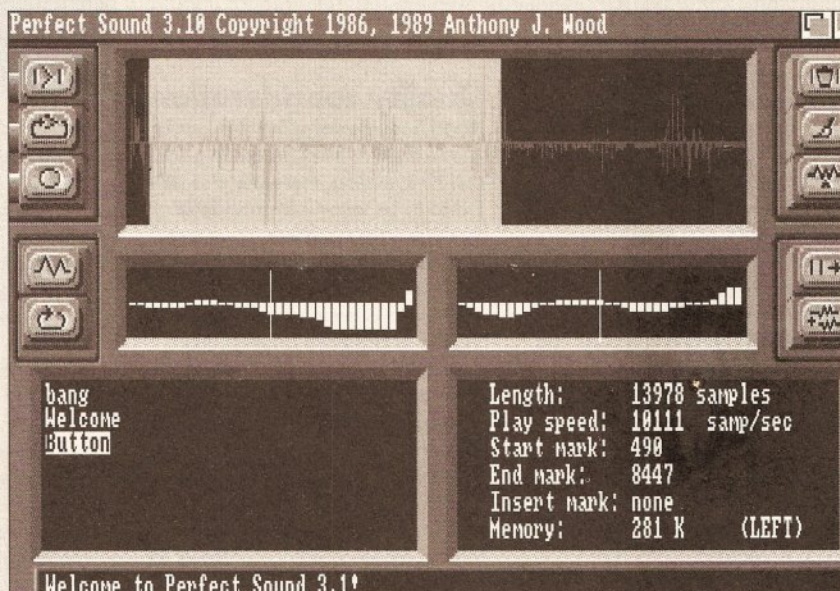 Perfect Sound 3.10 Copyright 1986, 1989 Anthony J. Wood
bang
Welcome
Button
Length: 13978 samples
Play speed: 10111 samp/sec
Start mark: 490
End mark: 8447
Insert mark: none
Memory: 281 K (LEFT)
Welcome to Perfect Sound 3.1!